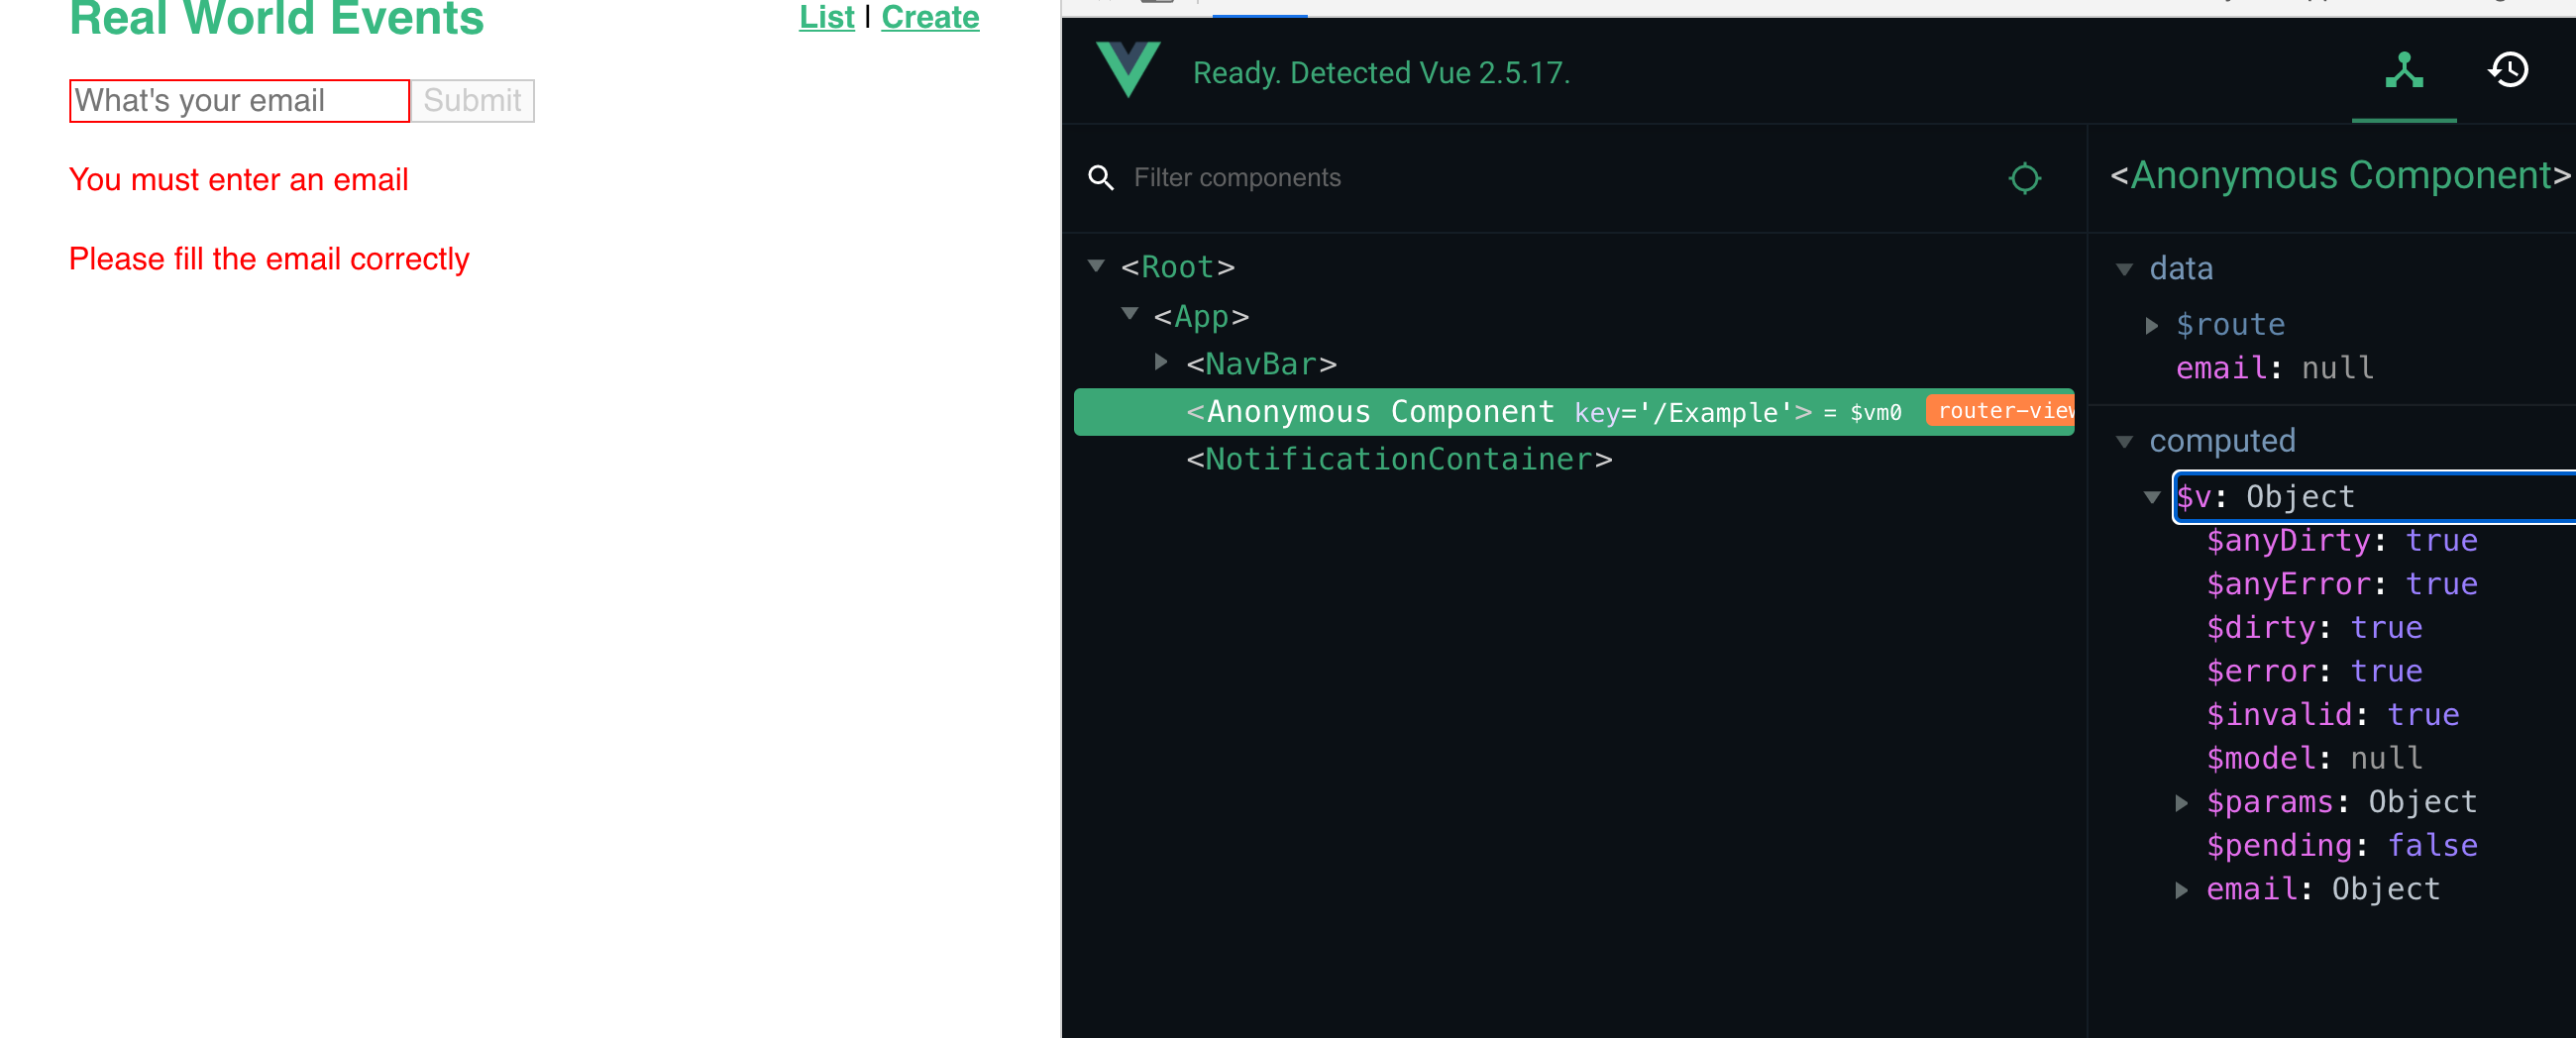 Real World Events
List | Create
What's your email
Submit
You must enter an email
Please fill the email correctly
Ready. Detected Vue 2.5.17.
Filter components
<Root>
<App>
<NavBar>
<Anonymous Component key='/Example'> = $vm0 router-view
<NotificationContainer>
<Anonymous Component>
data
$route
email: null
computed
$v: Object
$anyDirty: true
$anyError: true
$dirty: true
$error: true
$invalid: true
$model: null
$params: Object
$pending: false
email: Object